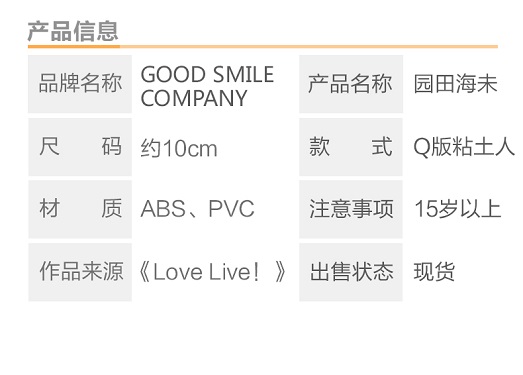 产品信息
品牌名称 GOOD SMILE COMPANY 产品名称 园田海未
尺 码 约10cm 款 式 Q版粘土人
材 质 ABS、PVC 注意事项 15岁以上
作品来源 《Love Live！》 出售状态 现货